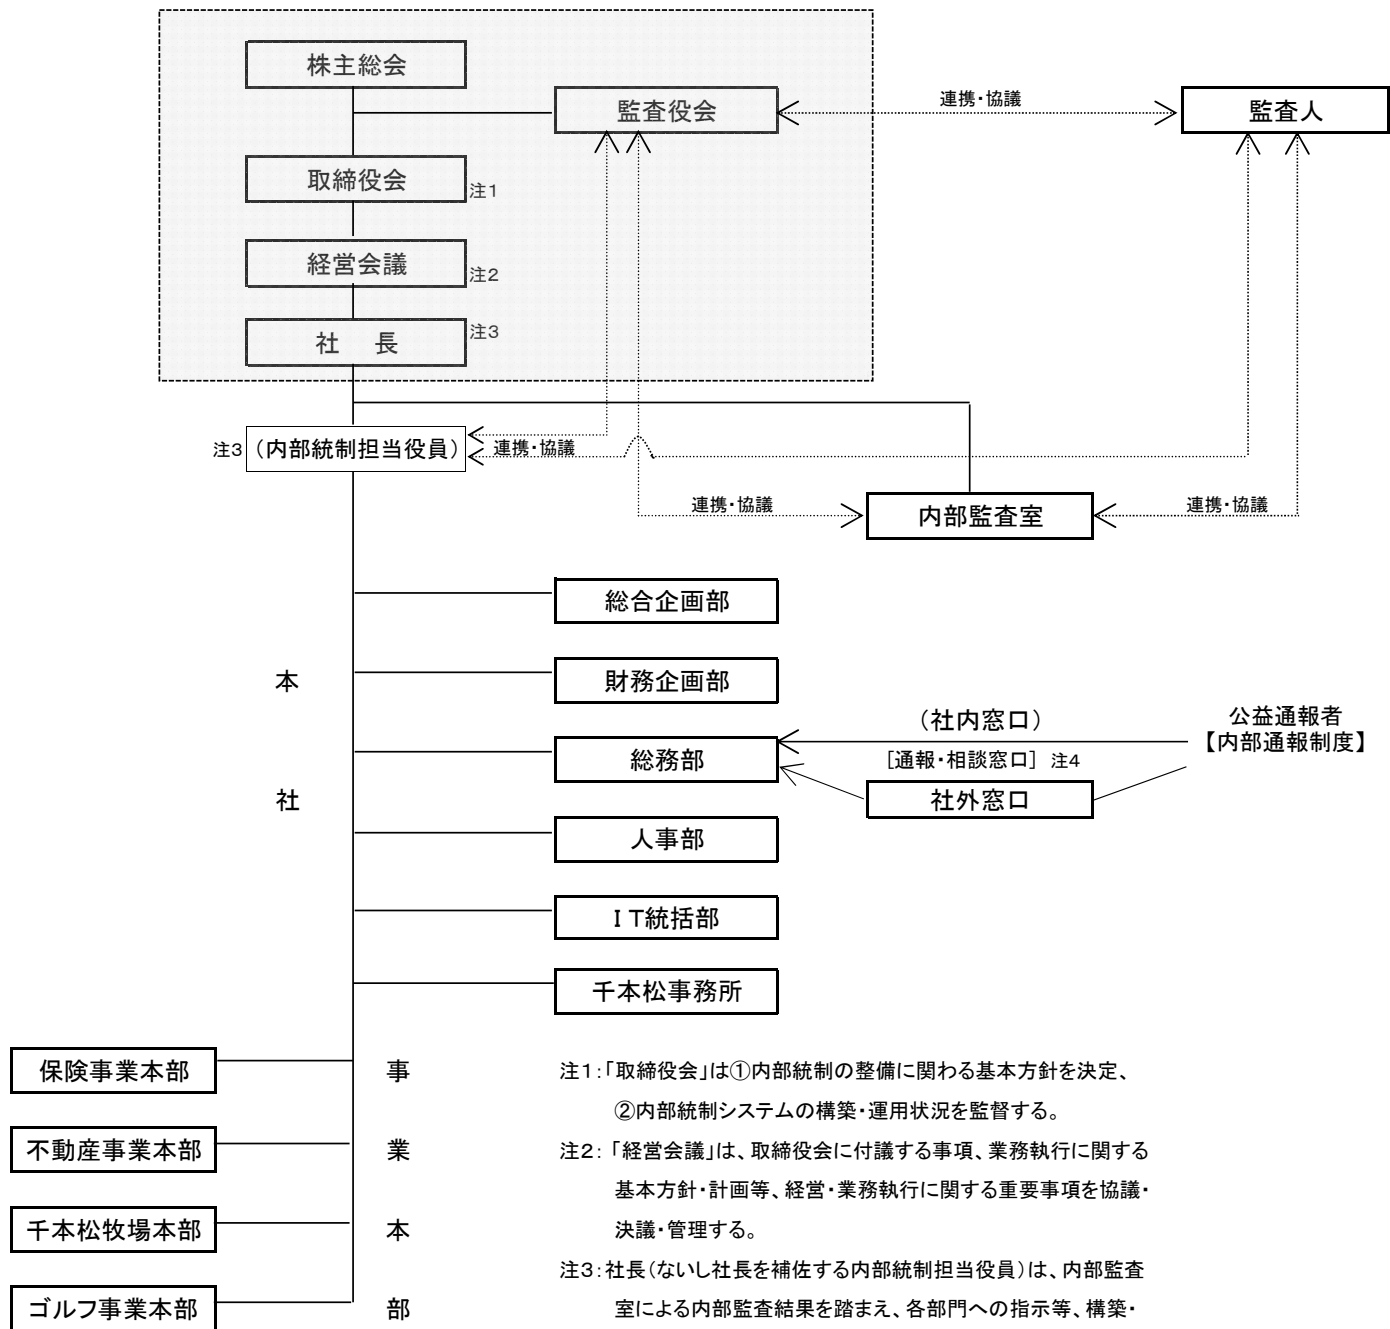 株主総会
監査役会
連携・協議
監査人
取締役会
注1
経営会議
注2
社　長
注3
注3
（内部統制担当役員）
連携・協議
連携・協議
内部監査室
連携・協議
総合企画部
本
財務企画部
（社内窓口）
公益通報者
【内部通報制度】
総務部
［通報・相談窓口］ 注4
社
社外窓口
人事部
ＩＴ統括部
千本松事務所
保険事業本部
事
注1：「取締役会」は①内部統制の整備に関わる基本方針を決定、
②内部統制システムの構築・運用状況を監督する。
不動産事業本部
業
注2：「経営会議」は、取締役会に付議する事項、業務執行に関する
基本方針・計画等、経営・業務執行に関する重要事項を協議・
千本松牧場本部
本
決議・管理する。
注3：社長（ないし社長を補佐する内部統制担当役員）は、内部監査
ゴルフ事業本部
部
室による内部監査結果を踏まえ、各部門への指示等、構築・